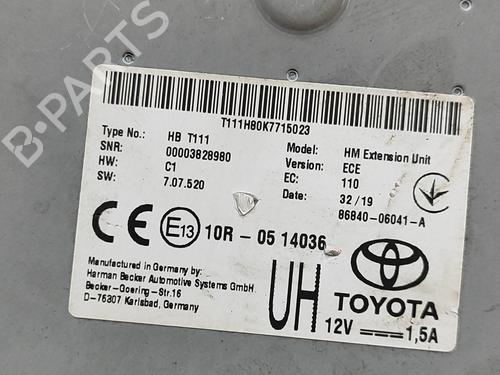 B-PARTS
T111H80K7715023
Type No: HB T111
SNR: 00003828980
HW: C1
SW: 7.07.520
Model: HM Extension Unit
Version: ECE
EC: 110
Date: 32/19
86840-06041-A
CE E13 10R - 05 14036
Manufactured in Germany by:
Harman Becker Automotive Systems GmbH
Becker-Goering-Str.16
D-76307 Karlsbad, Germany
UH
TOYOTA
12V 1,5A